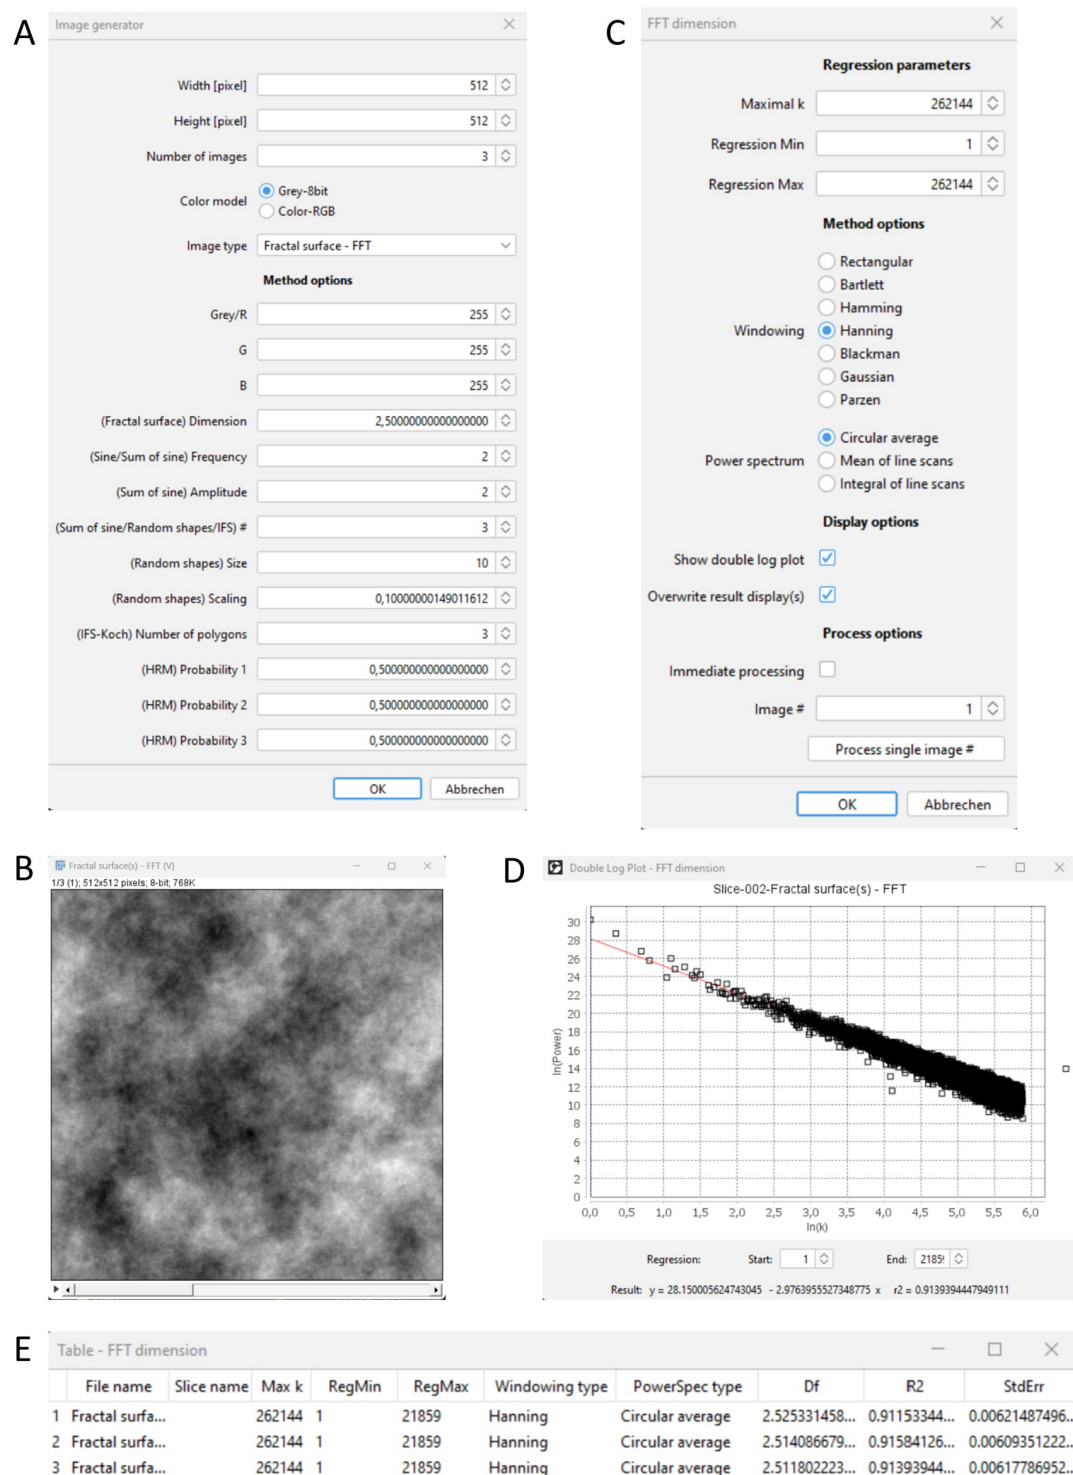 A
Image generator
Width [pixel] 512
Height [pixel] 512
Number of images 3
Color model Grey-8bit
Color-RGB
Image type Fractal surface - FFT
Method options
Grey/R 255
G 255
B 255
(Fractal surface) Dimension 2,50000000000000000
(Sine/Sum of sine) Frequency 2
(Sum of sine) Amplitude 2
(Sum of sine/Random shapes/IFS) # 3
(Random shapes) Size 10
(Random shapes) Scaling 0,10000000149011612
(IFS-Koch) Number of polygons 3
(HRM) Probability 1 0,500000000000000000
(HRM) Probability 2 0,500000000000000000
(HRM) Probability 3 0,500000000000000000
OK Abbrechen
C
FFT dimension
Regression parameters
Maximal k 262144
Regression Min 1
Regression Max 262144
Method options
Rectangular
Bartlett
Hamming
Windowing Hanning
Blackman
Gaussian
Parzen
Circular average
Power spectrum Mean of line scans
Integral of line scans
Display options
Show double log plot
Overwrite result display(s)
Process options
Immediate processing
Image # 1
Process single image #
OK Abbrechen
B
Fractal surface(s) - FFT (V)
1/3 (1); 512x512 pixels; 8-bit; 768K
D
Double Log Plot - FFT dimension
Slice-002-Fractal surface(s) - FFT
ln(Power)
30
28
26
24
22
20
18
16
14
12
10
8
6
4
2
0
0,0 0,5 1,0 1,5 2,0 2,5 3,0 3,5 4,0 4,5 5,0 5,5 6,0
ln(k)
Regression: Start: 1 End: 2185
Result: y = 28.150005624743045 - 2.9763955527348775 x r2 = 0.9139394447949111
E
Table - FFT dimension
File name Slice name Max k RegMin RegMax Windowing type PowerSpec type Df R2 StdErr
1 Fractal surfa... 262144 1 21859 Hanning Circular average 2.525331458... 0.91153344... 0.00621487496...
2 Fractal surfa... 262144 1 21859 Hanning Circular average 2.514086679... 0.91584126... 0.00609351222...
3 Fractal surfa... 262144 1 21859 Hanning Circular average 2.511802223... 0.91393944... 0.00617786952...